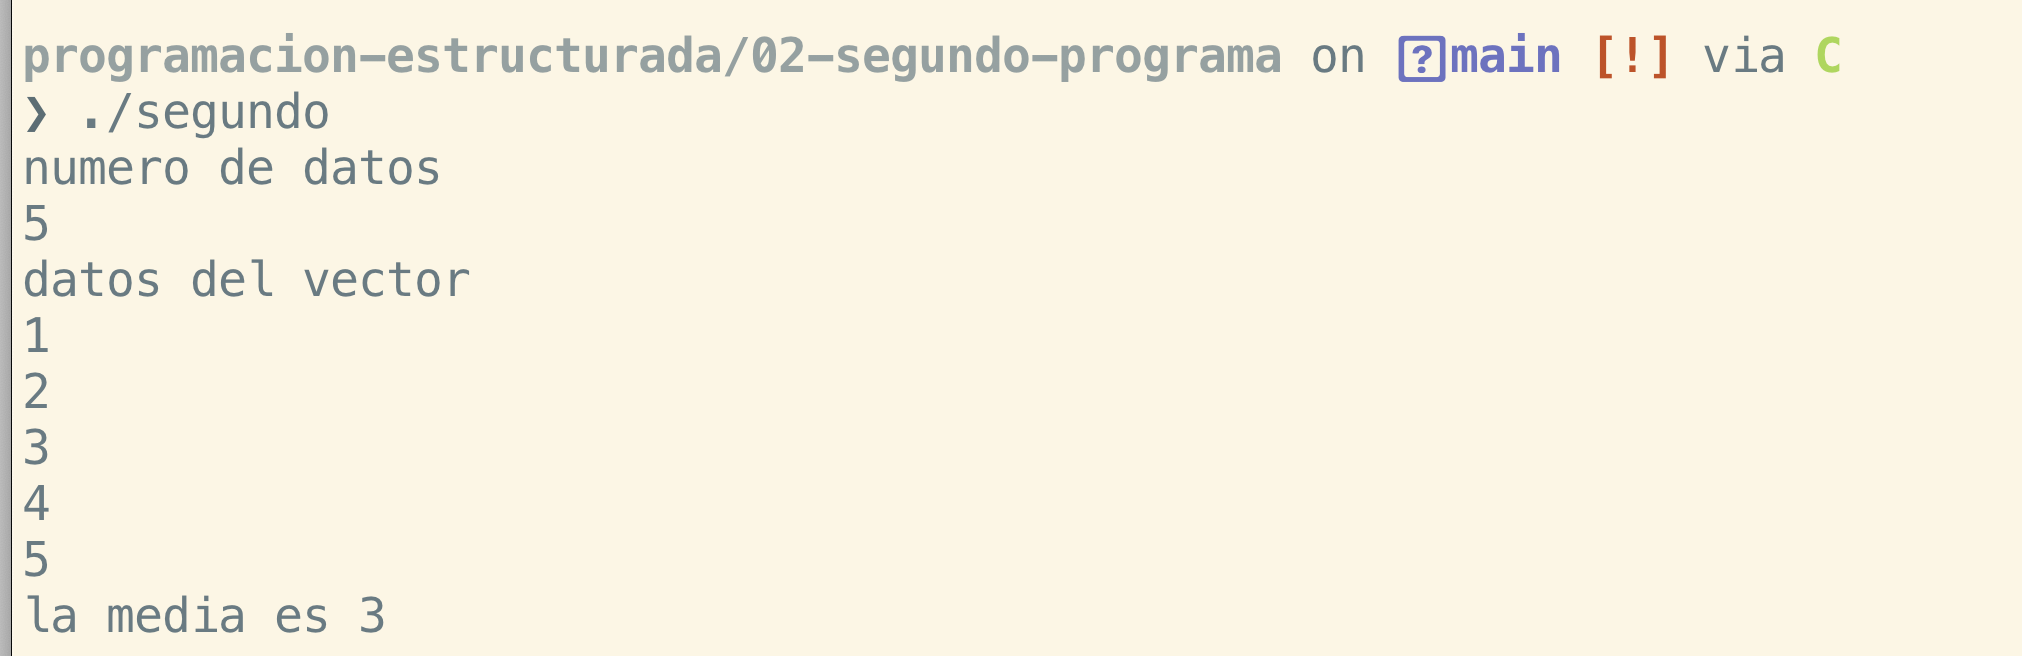 programacion-estructurada/02-segundo-programa on ?main [!] via C
❯ ./segundo
numero de datos
5
datos del vector
1
2
3
4
5
la media es 3